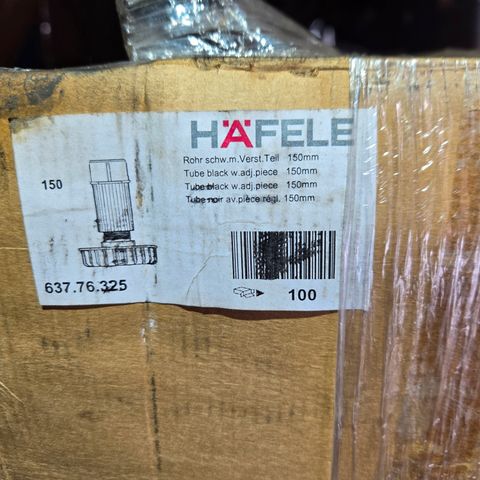 HÄFELE
Rohr schw.m.Verst.Teil 150mm
Tube black w.adj.piece 150mm
Tube black w.adj.piece 150mm
Tube noir av.pièce régl. 150mm
150
637.76.325
100